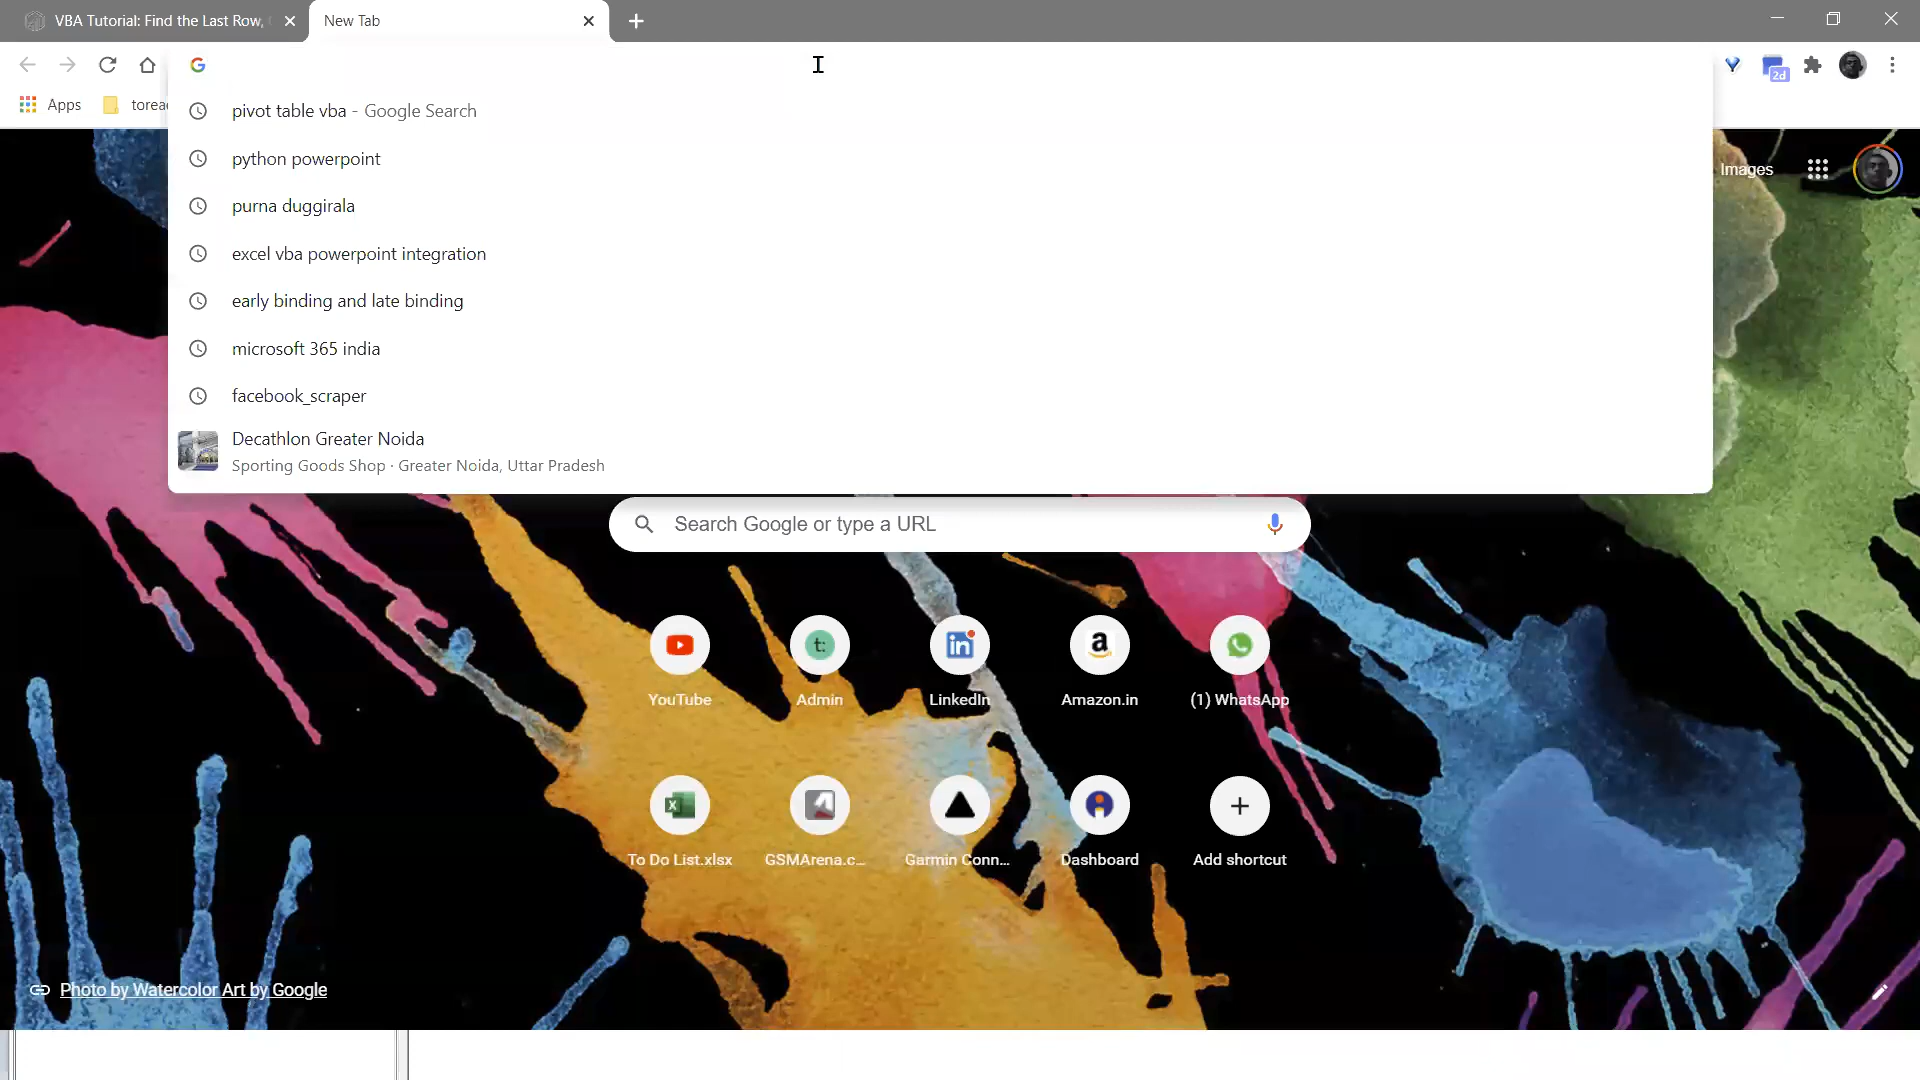 VBA Tutorial: Find the Last Row,
New Tab
2d
Apps
toread
pivot table vba - Google Search
python powerpoint
purna duggirala
excel vba powerpoint integration
early binding and late binding
microsoft 365 india
facebook_scraper
Decathlon Greater Noida
Sporting Goods Shop · Greater Noida, Uttar Pradesh
Images
Search Google or type a URL
YouTube
t:
Admin
in
LinkedIn
a
Amazon.in
(1) WhatsApp
X
To Do List.xlsx
GSMArena.c...
Garmin Conn...
Dashboard
Add shortcut
Photo by Watercolor Art by Google